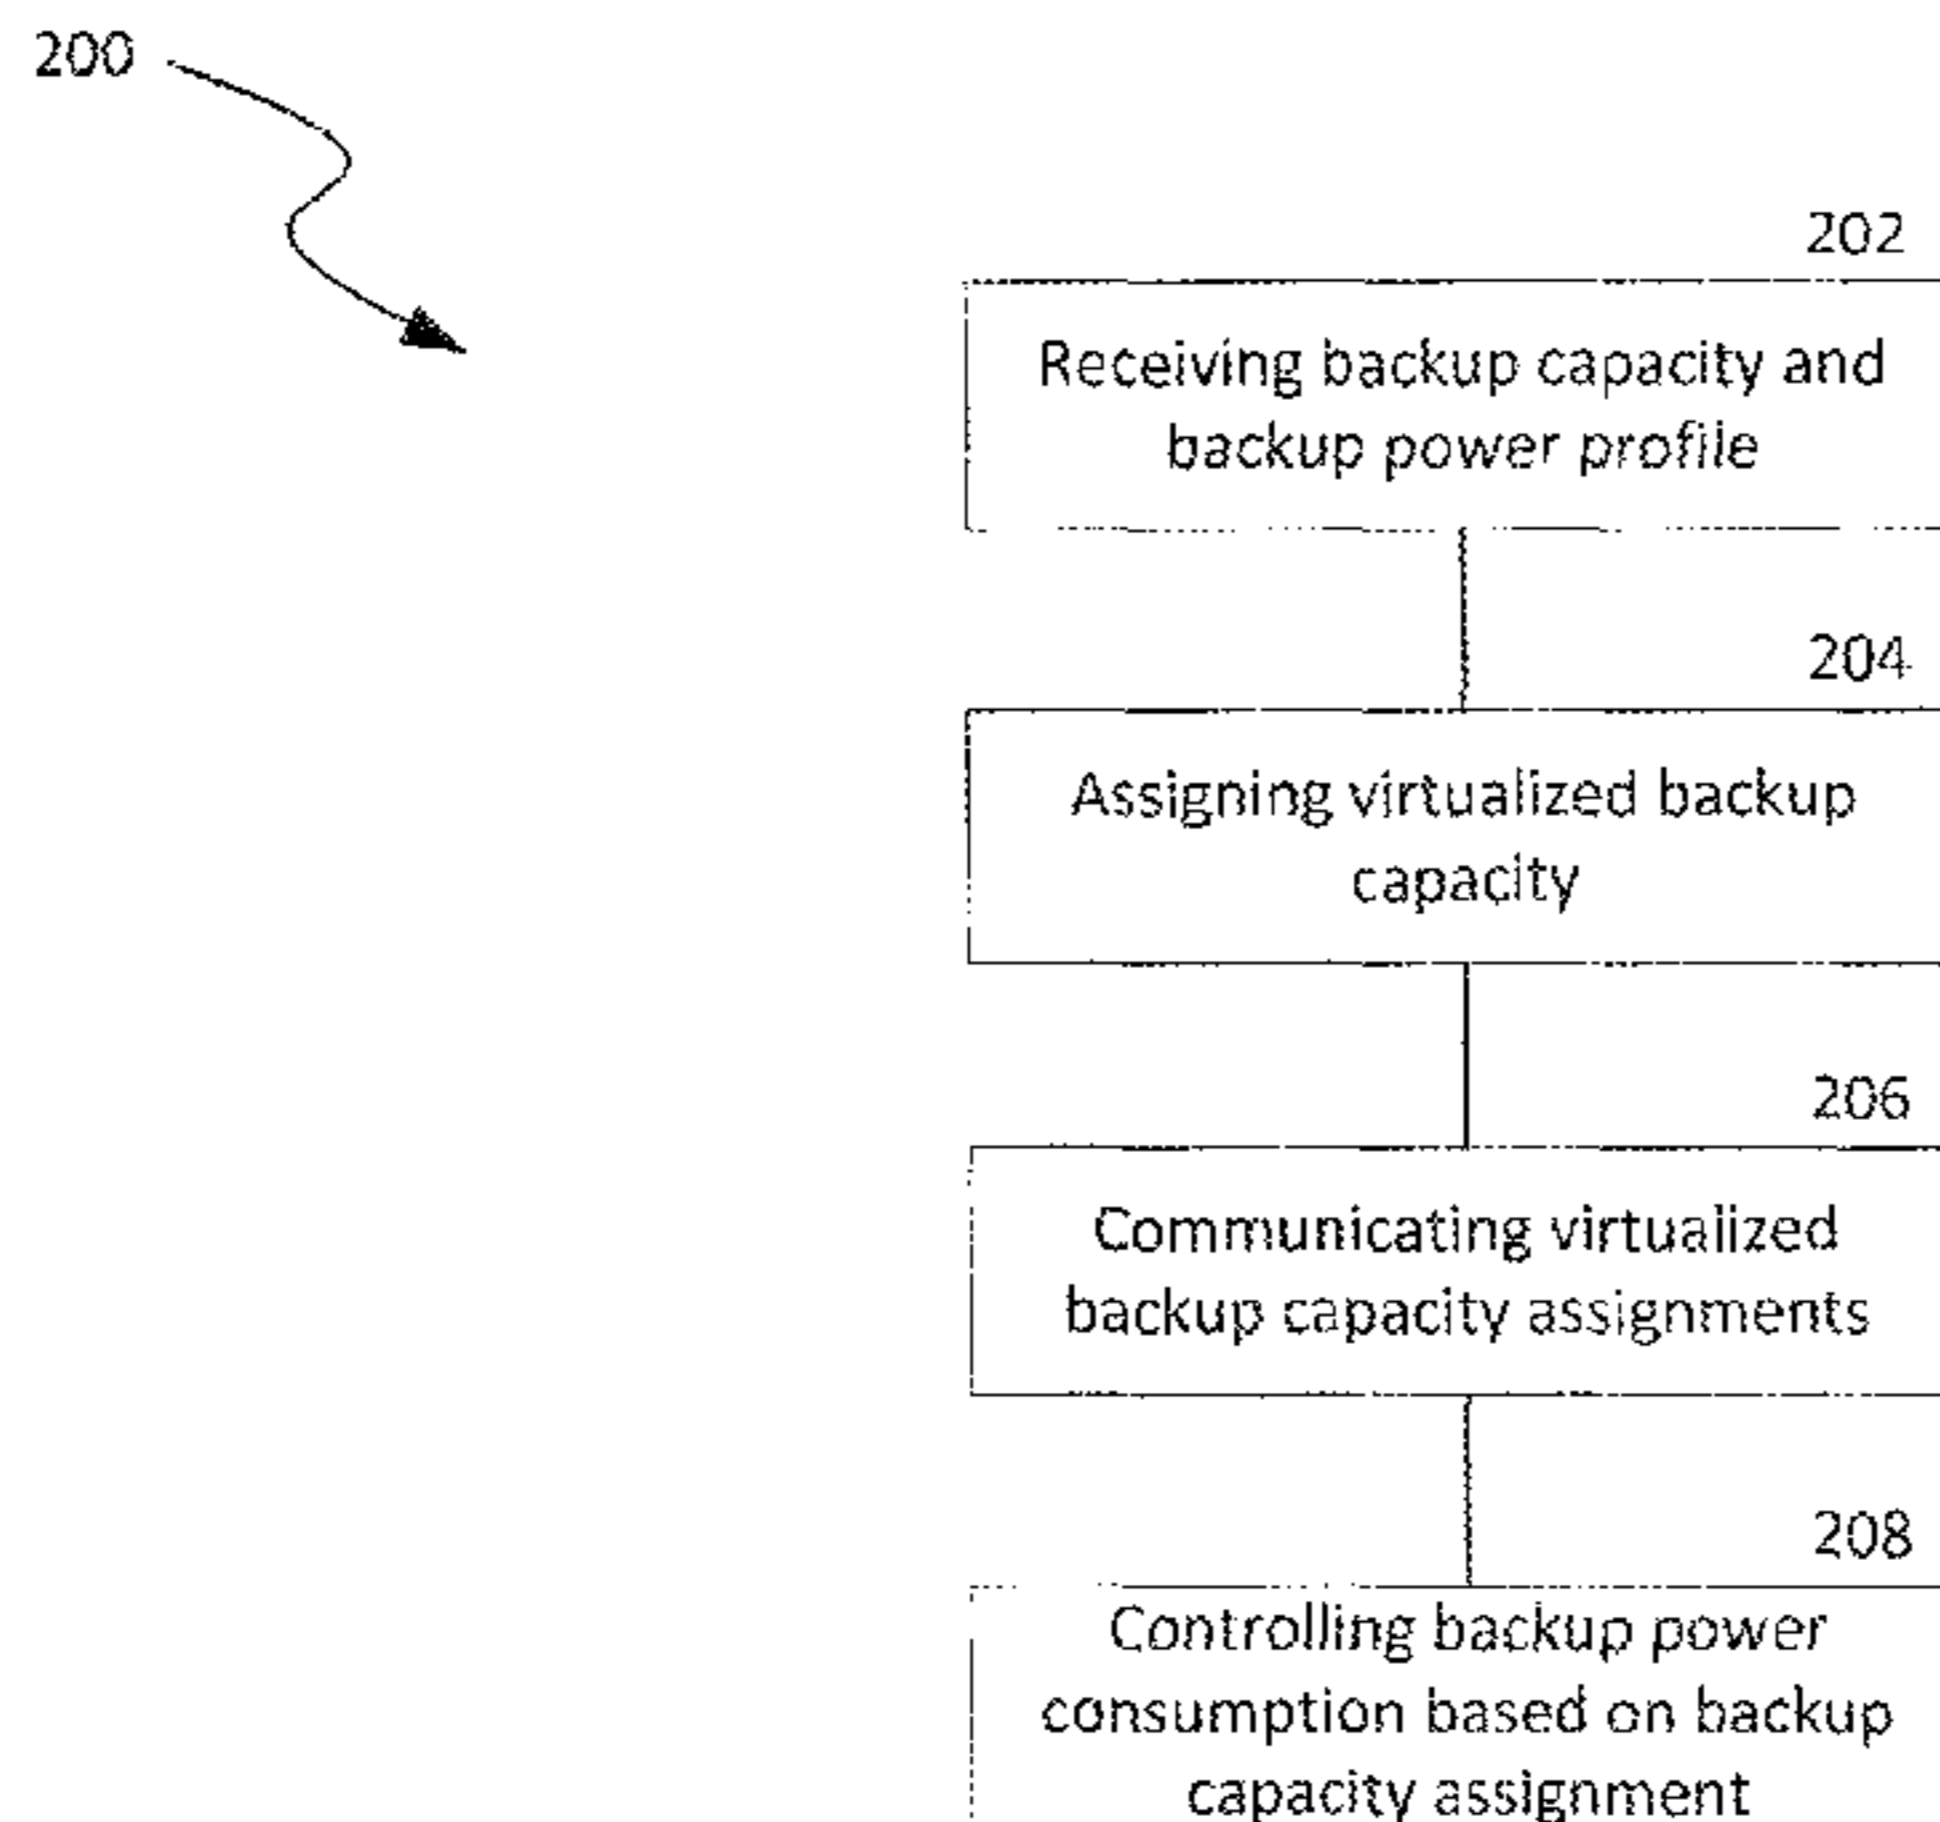 200
202
Receiving backup capacity and
backup power profile
204
Assigning virtualized backup
capacity
206
Communicating virtualized
backup capacity assignments
208
Controlling backup power
consumption based on backup
capacity assignment